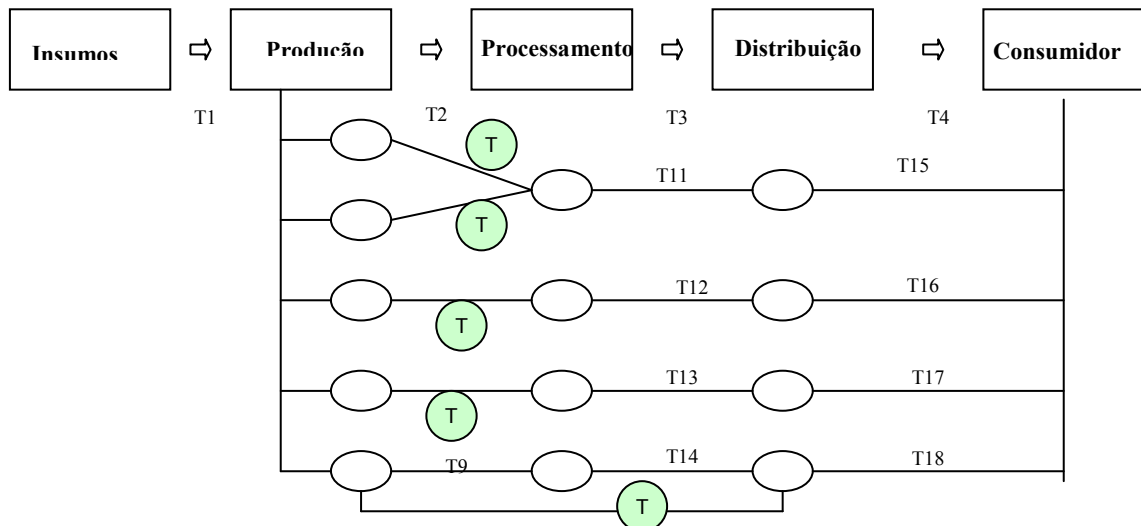 Insumos
Produção
Processamento
Distribuição
Consumidor
T1
T2
T3
T4
T
T11
T15
T
T12
T16
T
T13
T17
T
T9
T14
T18
T